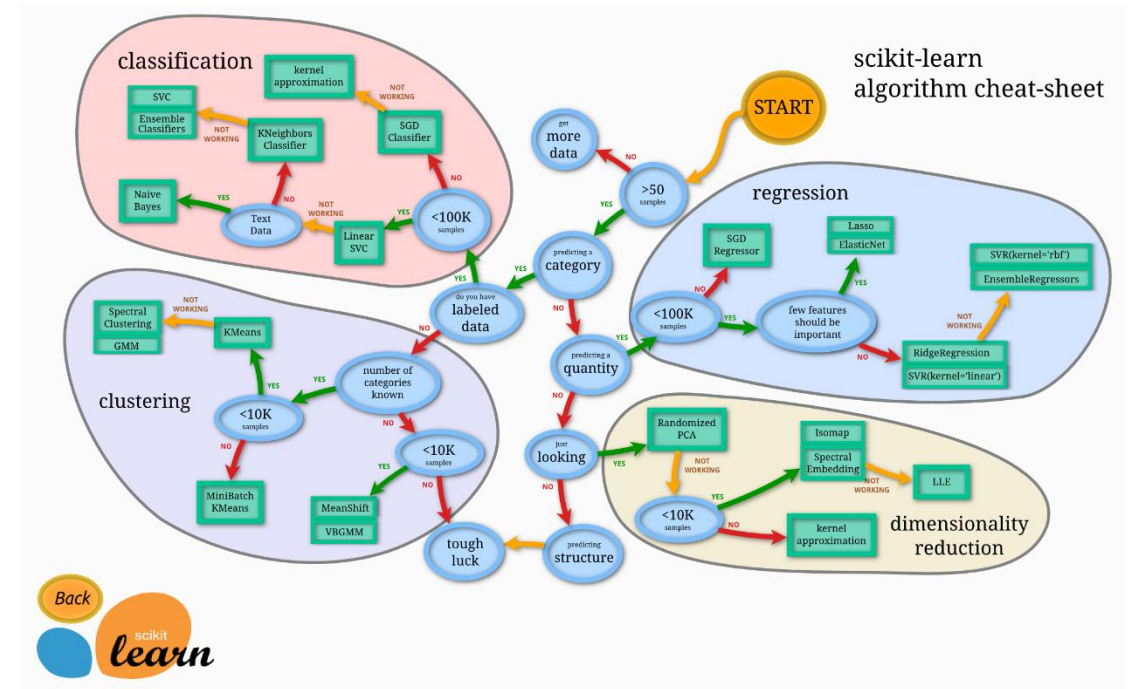 scikit-learn
algorithm cheat-sheet
START
get
more
data
NO
>50
samples
YES
predicting a
category
YES
NO
do you have
labeled
data
YES
NO
classification
kernel
approximation
NOT
WORKING
SGD
Classifier
NO
<100K
samples
YES
Linear
SVC
NOT
WORKING
Text
Data
YES
Naive
Bayes
NO
KNeighbors
Classifier
NOT
WORKING
SVC
Ensemble
Classifiers
regression
predicting a
quantity
YES
NO
<100K
samples
NO
SGD
Regressor
YES
few features
should be
important
YES
Lasso
ElasticNet
NO
RidgeRegression
SVR(kernel='linear')
NOT
WORKING
SVR(kernel='rbf')
EnsembleRegressors
clustering
number of
categories
known
YES
<10K
samples
YES
KMeans
NOT
WORKING
Spectral
Clustering
GMM
NO
MiniBatch
KMeans
NO
<10K
samples
YES
MeanShift
VBGMM
NO
tough
luck
just
looking
YES
NO
predicting
structure
dimensionality
reduction
Randomized
PCA
NOT
WORKING
<10K
samples
YES
Isomap
Spectral
Embedding
NOT
WORKING
LLE
NO
kernel
approximation
Back
scikit
learn